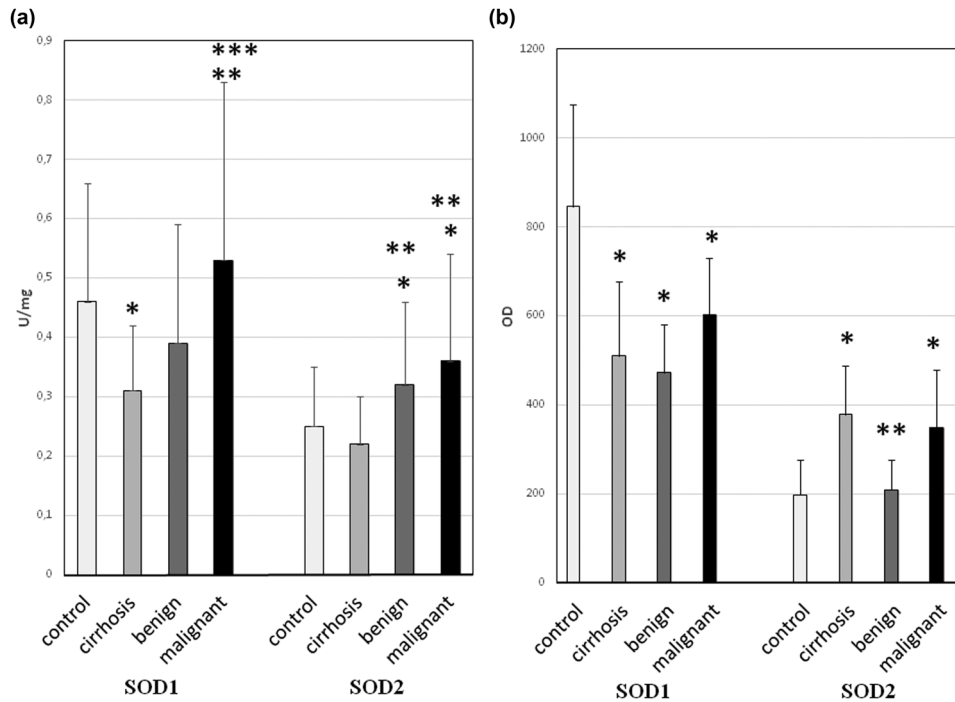 (a)
0,9
0,8
0,7
0,6
0,5
0,4
0,3
0,2
0,1
0
U/mg
*
***
**
**
*
**
*
control
cirrhosis
benign
malignant
control
cirrhosis
benign
malignant
SOD1
SOD2
(b)
1200
1000
800
600
400
200
0
OD
*
*
*
*
**
*
control
cirrhosis
benign
malignant
control
cirrhosis
benign
malignant
SOD1
SOD2